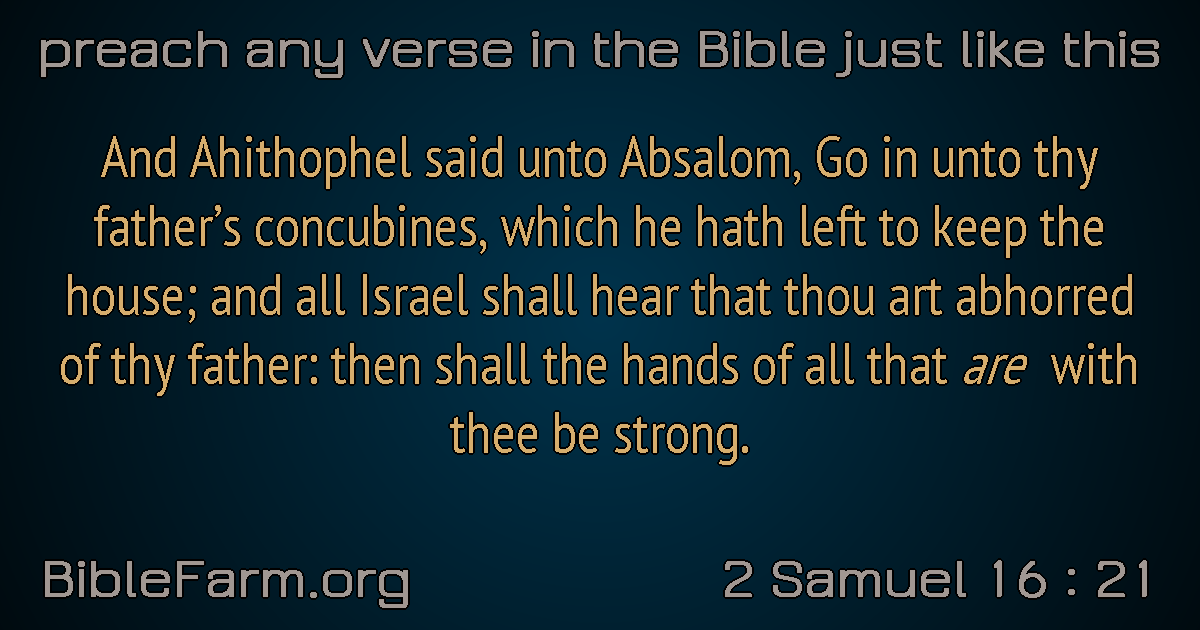 preach any verse in the Bible just like this
And Ahithophel said unto Absalom, Go in unto thy
father’s concubines, which he hath left to keep the
house; and all Israel shall hear that thou art abhorred
of thy father: then shall the hands of all that are with
thee be strong.
BibleFarm.org
2 Samuel 16 : 21